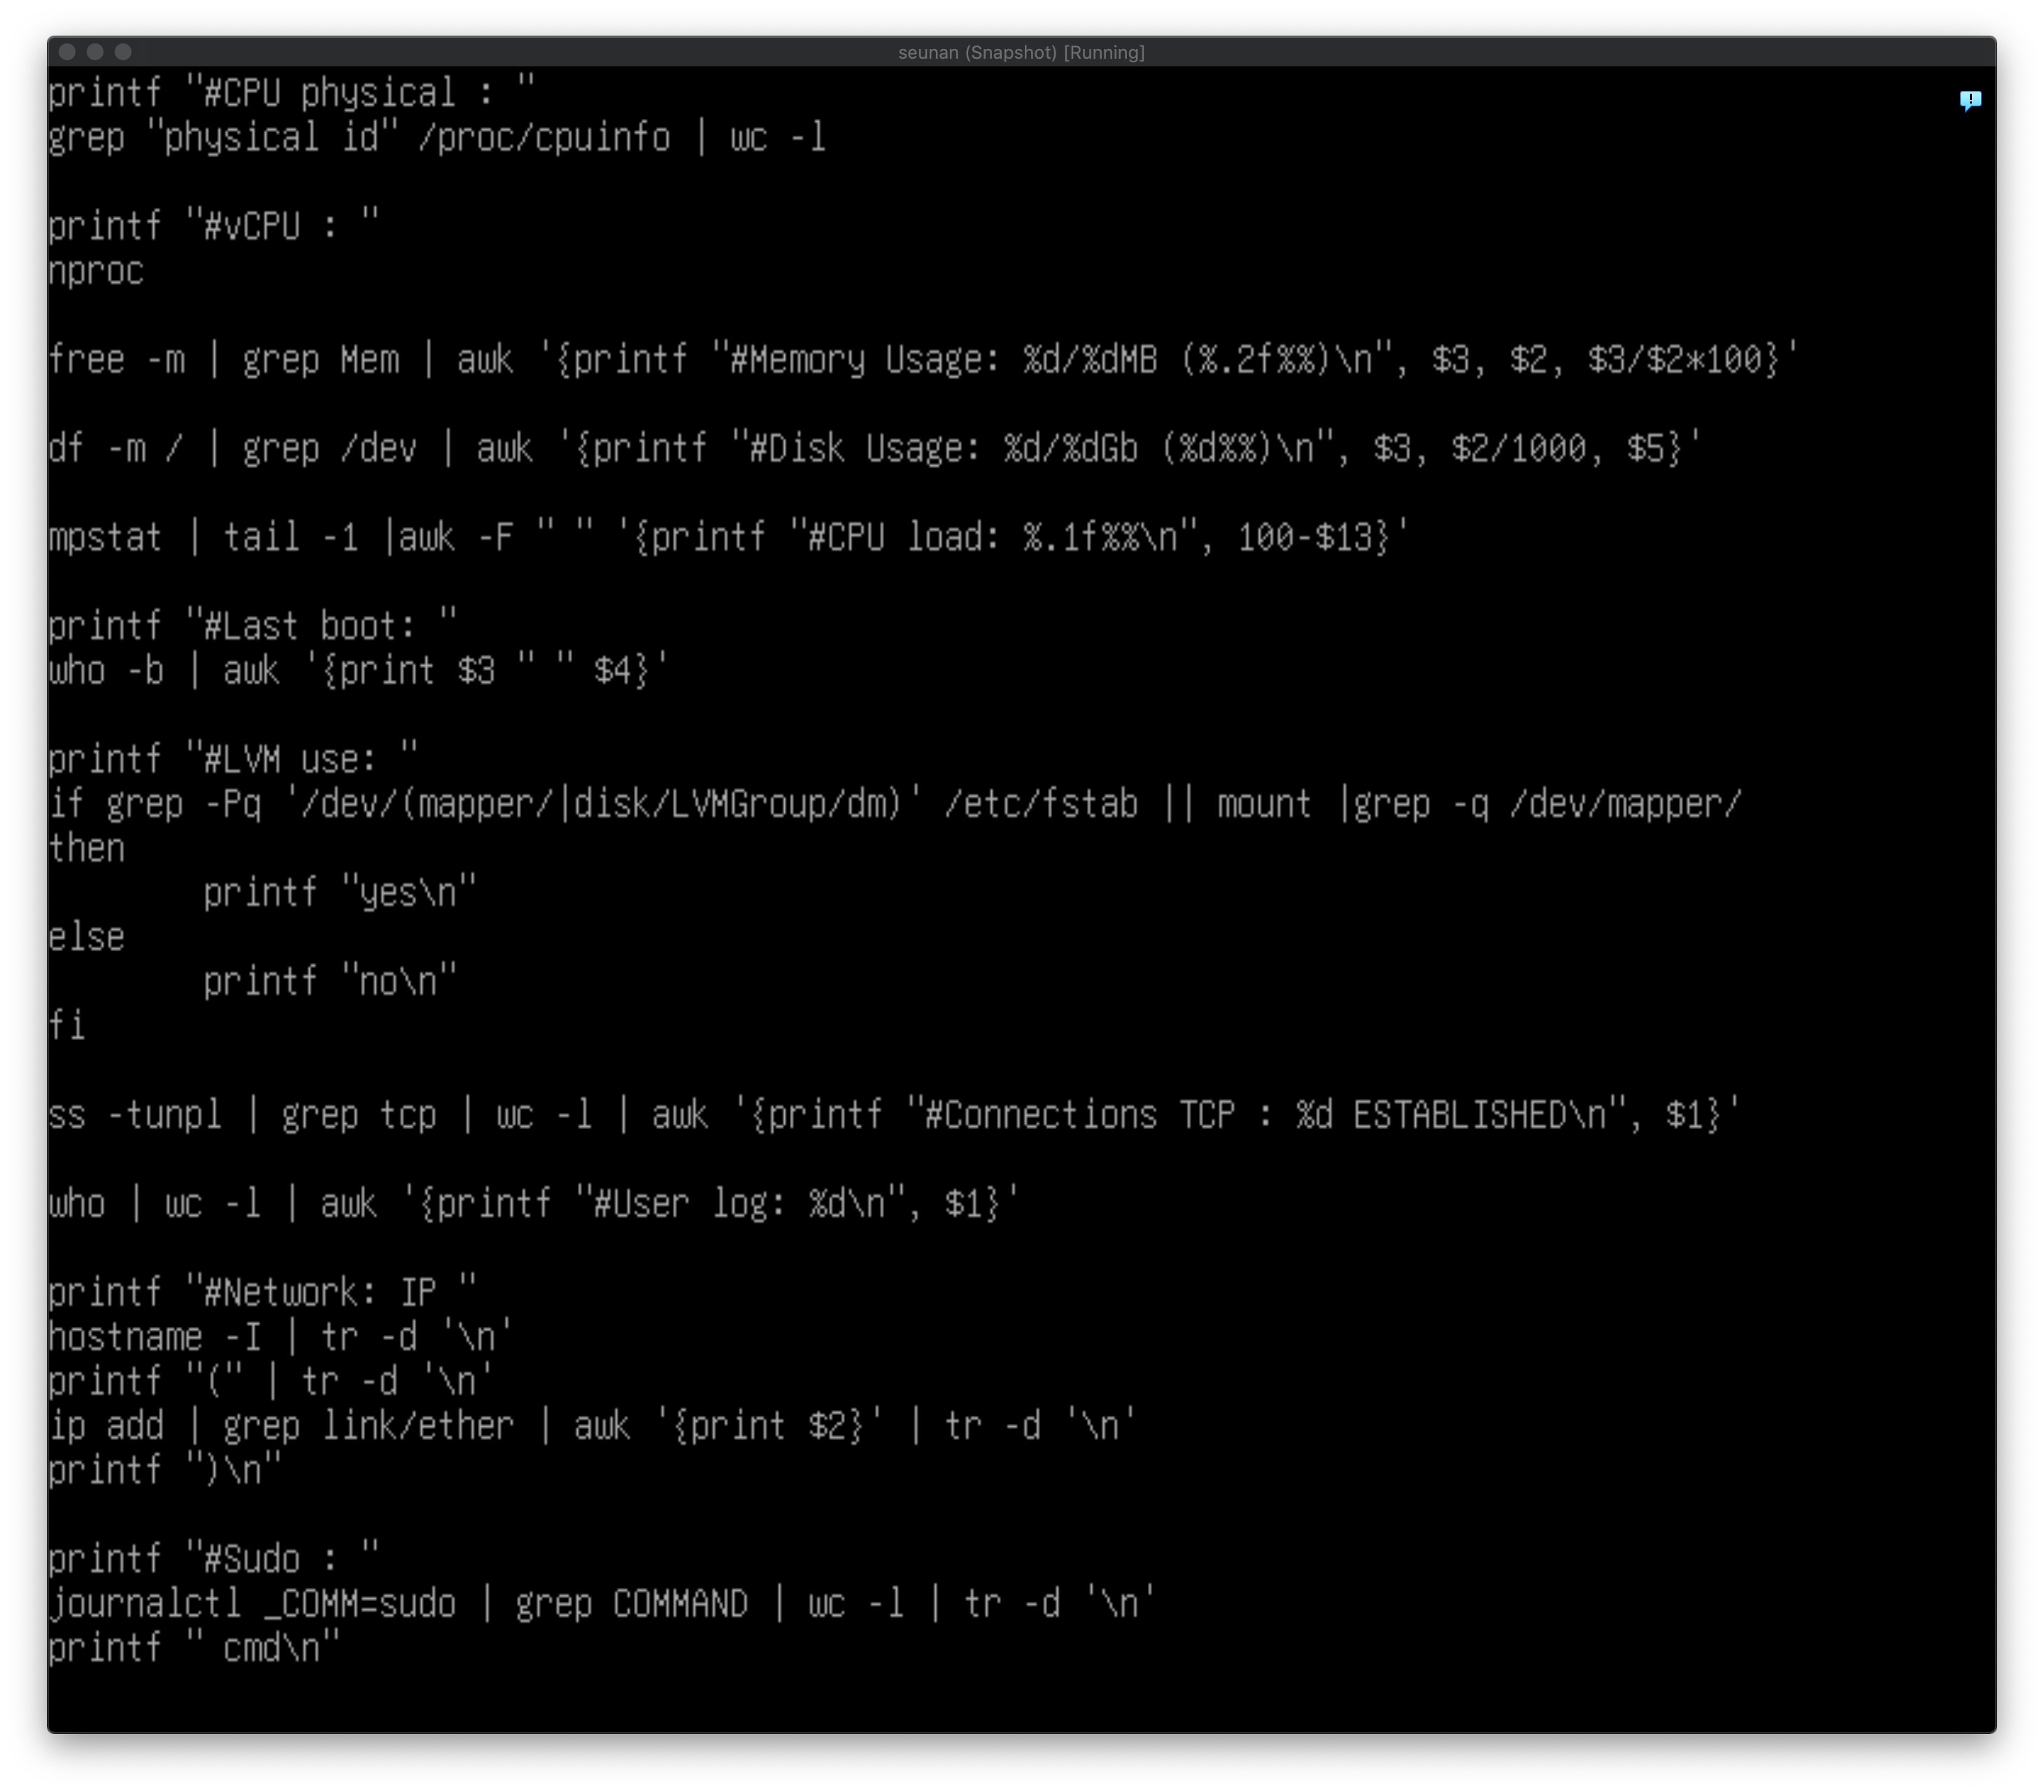 seunan (Snapshot) [Running]
printf "#CPU physical : "
grep "physical id" /proc/cpuinfo | wc -l
printf "#vCPU : "
nproc
free -m | grep Mem | awk '{printf "#Memory Usage: %d/%dMB (%.2f%%)\n", $3, $2, $3/$2*100}'
df -m / | grep /dev | awk '{printf "#Disk Usage: %d/%dGb (%d%%)\n", $3, $2/1000, $5}'
mpstat | tail -1 |awk -F " " '{printf "#CPU load: %.1f%%\n", 100-$13}'
printf "#Last boot: "
who -b | awk '{print $3 " " $4}'
printf "#LVM use: "
if grep -Pq '/dev/(mapper/|disk/LVMGroup/dm)' /etc/fstab || mount |grep -q /dev/mapper/
then
        printf "yes\n"
else
        printf "no\n"
fi
ss -tunpl | grep tcp | wc -l | awk '{printf "#Connections TCP : %d ESTABLISHED\n", $1}'
who | wc -l | awk '{printf "#User log: %d\n", $1}'
printf "#Network: IP "
hostname -I | tr -d '\n'
printf "(" | tr -d '\n'
ip add | grep link/ether | awk '{print $2}' | tr -d '\n'
printf ")\n"
printf "#Sudo : "
journalctl _COMM=sudo | grep COMMAND | wc -l | tr -d '\n'
printf " cmd\n"